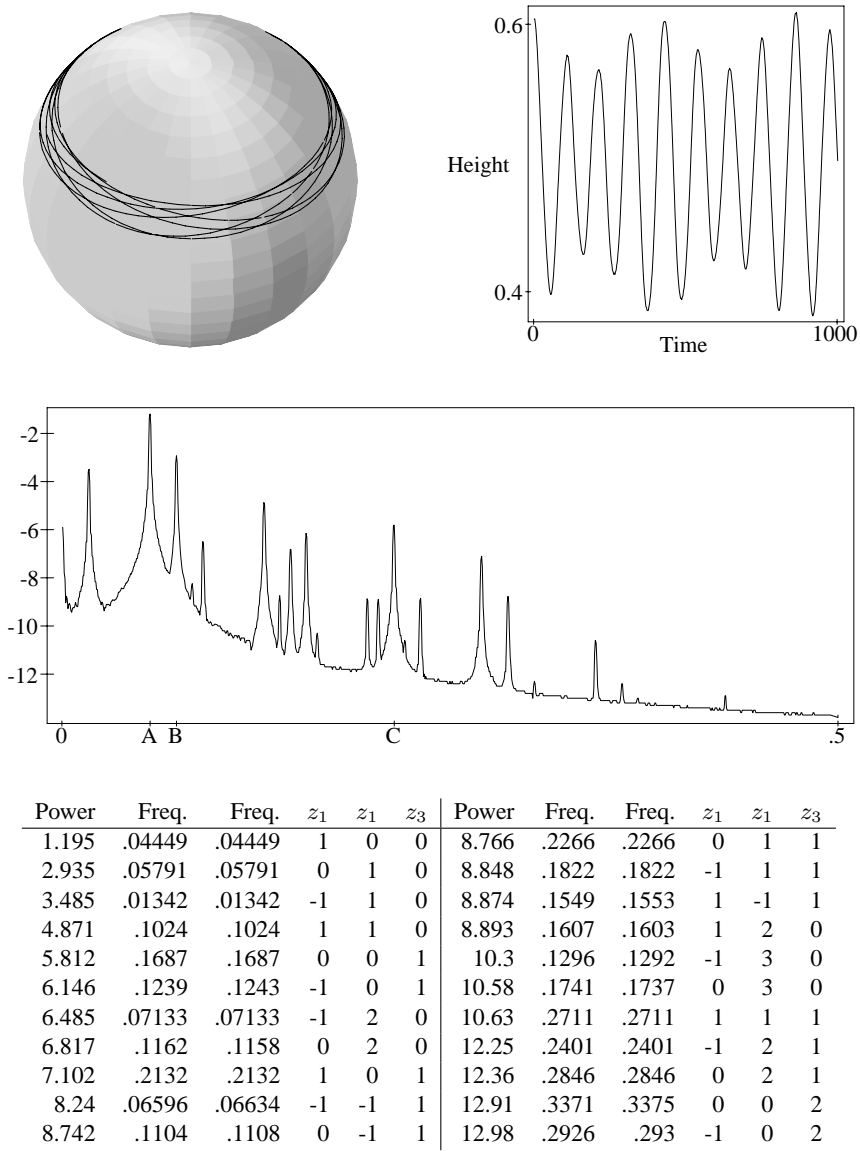 0.6
Height
0.4
0
1000
Time
-2
-4
-6
-8
-10
-12
0 A B C .5
Power Freq. Freq. z1 z1 z3 Power Freq. Freq. z1 z1 z3
1.195 .04449 .04449 1 0 0 8.766 .2266 .2266 0 1 1
2.935 .05791 .05791 0 1 0 8.848 .1822 .1822 -1 1 1
3.485 .01342 .01342 -1 1 0 8.874 .1549 .1553 1 -1 1
4.871 .1024 .1024 1 1 0 8.893 .1607 .1603 1 2 0
5.812 .1687 .1687 0 0 1 10.3 .1296 .1292 -1 3 0
6.146 .1239 .1243 -1 0 1 10.58 .1741 .1737 0 3 0
6.485 .07133 .07133 -1 2 0 10.63 .2711 .2711 1 1 1
6.817 .1162 .1158 0 2 0 12.25 .2401 .2401 -1 2 1
7.102 .2132 .2132 1 0 1 12.36 .2846 .2846 0 2 1
8.24 .06596 .06634 -1 -1 1 12.91 .3371 .3375 0 0 2
8.742 .1104 .1108 0 -1 1 12.98 .2926 .293 -1 0 2